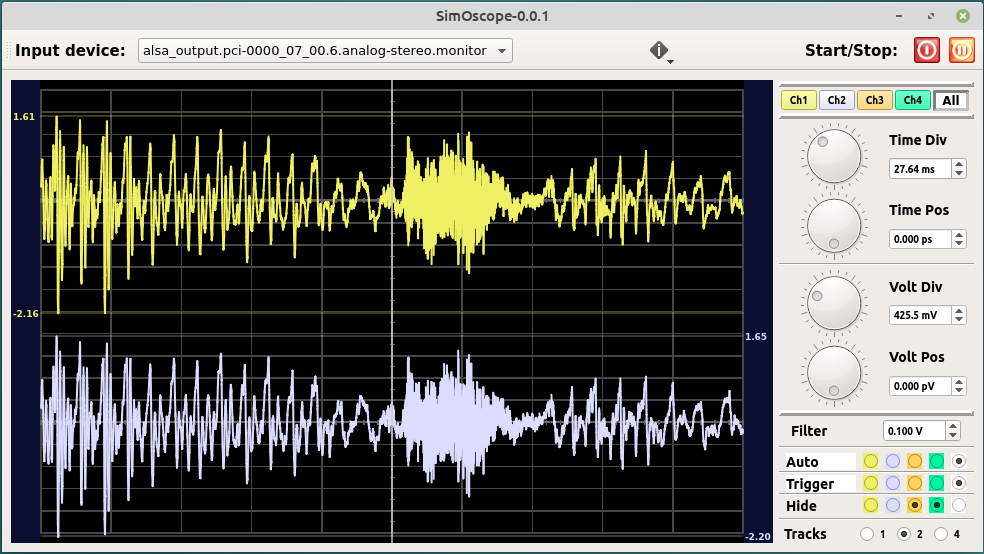 SimOscope-0.0.1
Input device: alsa_output.pci-0000_07_00.6.analog-stereo.monitor Start/Stop:
Ch1 Ch2 Ch3 Ch4 All
1.61
-2.16
1.65
-2.20
Time Div
27.64 ms
Time Pos
0.000 ps
Volt Div
425.5 mV
Volt Pos
0.000 pV
Filter 0.100 V
Auto
Trigger
Hide
Tracks 1 2 4